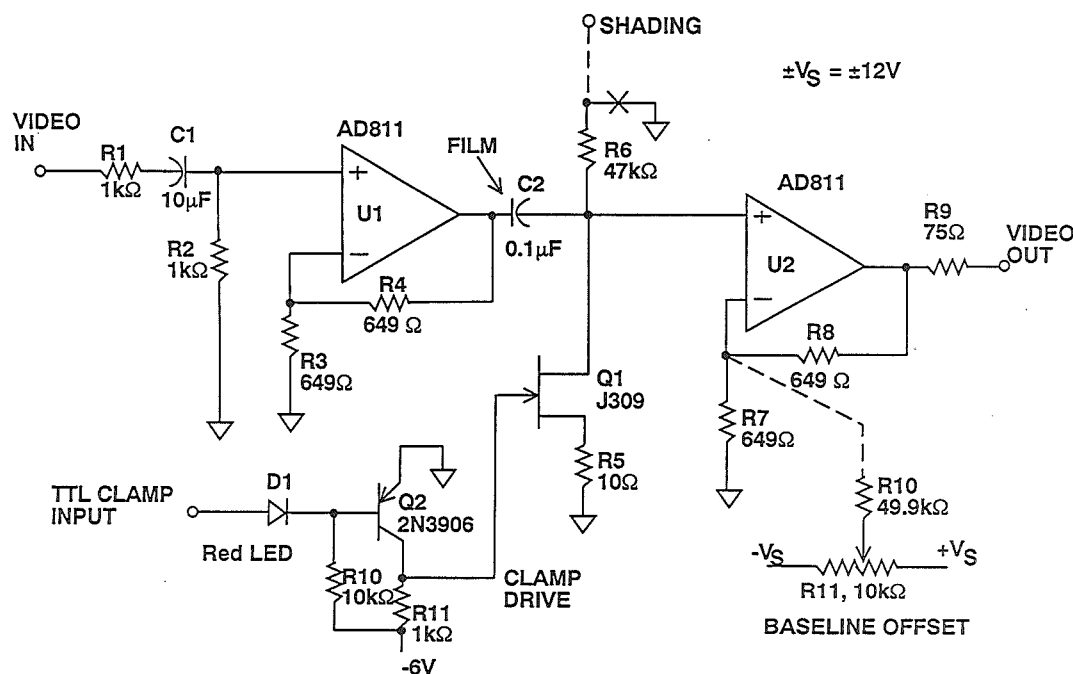 SHADING
±VS = ±12V
VIDEO
IN
R1
1kΩ
C1
10μF
R2
1kΩ
AD811
+
U1
−
FILM
C2
0.1μF
R6
47kΩ
AD811
+
U2
−
R9
75Ω
VIDEO
OUT
R4
649 Ω
R3
649Ω
R8
649 Ω
R7
649Ω
Q1
J309
R5
10Ω
TTL CLAMP
INPUT
D1
Red LED
Q2
2N3906
R10
10kΩ
R11
1kΩ
-6V
CLAMP
DRIVE
R10
49.9kΩ
-VS
+VS
R11, 10kΩ
BASELINE OFFSET